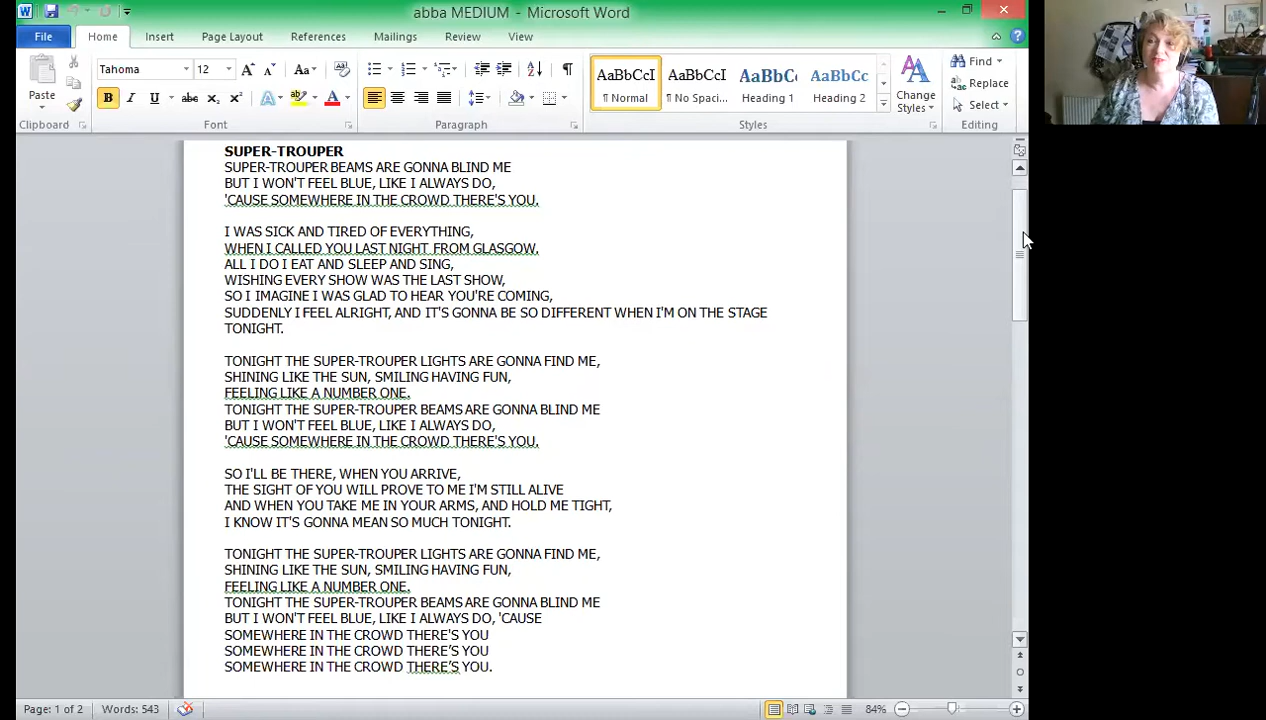 abba MEDIUM - Microsoft Word
File Home Insert Page Layout References Mailings Review View
Tahoma 12 Aa
AaBbCcI AaBbCcI AaBbCc AaBbCc
Paste
¶ Normal ¶ No Spaci... Heading 1 Heading 2
Change Styles
Find
Replace
Select
Clipboard Font Paragraph Styles Editing
SUPER-TROUPER
SUPER-TROUPER BEAMS ARE GONNA BLIND ME
BUT I WON'T FEEL BLUE, LIKE I ALWAYS DO,
'CAUSE SOMEWHERE IN THE CROWD THERE'S YOU.
I WAS SICK AND TIRED OF EVERYTHING,
WHEN I CALLED YOU LAST NIGHT FROM GLASGOW.
ALL I DO I EAT AND SLEEP AND SING,
WISHING EVERY SHOW WAS THE LAST SHOW,
SO I IMAGINE I WAS GLAD TO HEAR YOU'RE COMING,
SUDDENLY I FEEL ALRIGHT, AND IT'S GONNA BE SO DIFFERENT WHEN I'M ON THE STAGE
TONIGHT.
TONIGHT THE SUPER-TROUPER LIGHTS ARE GONNA FIND ME,
SHINING LIKE THE SUN, SMILING HAVING FUN,
FEELING LIKE A NUMBER ONE.
TONIGHT THE SUPER-TROUPER BEAMS ARE GONNA BLIND ME
BUT I WON'T FEEL BLUE, LIKE I ALWAYS DO,
'CAUSE SOMEWHERE IN THE CROWD THERE'S YOU.
SO I'LL BE THERE, WHEN YOU ARRIVE,
THE SIGHT OF YOU WILL PROVE TO ME I'M STILL ALIVE
AND WHEN YOU TAKE ME IN YOUR ARMS, AND HOLD ME TIGHT,
I KNOW IT'S GONNA MEAN SO MUCH TONIGHT.
TONIGHT THE SUPER-TROUPER LIGHTS ARE GONNA FIND ME,
SHINING LIKE THE SUN, SMILING HAVING FUN,
FEELING LIKE A NUMBER ONE.
TONIGHT THE SUPER-TROUPER BEAMS ARE GONNA BLIND ME
BUT I WON'T FEEL BLUE, LIKE I ALWAYS DO, 'CAUSE
SOMEWHERE IN THE CROWD THERE'S YOU
SOMEWHERE IN THE CROWD THERE'S YOU
SOMEWHERE IN THE CROWD THERE'S YOU.
Page: 1 of 2 Words: 543 84%